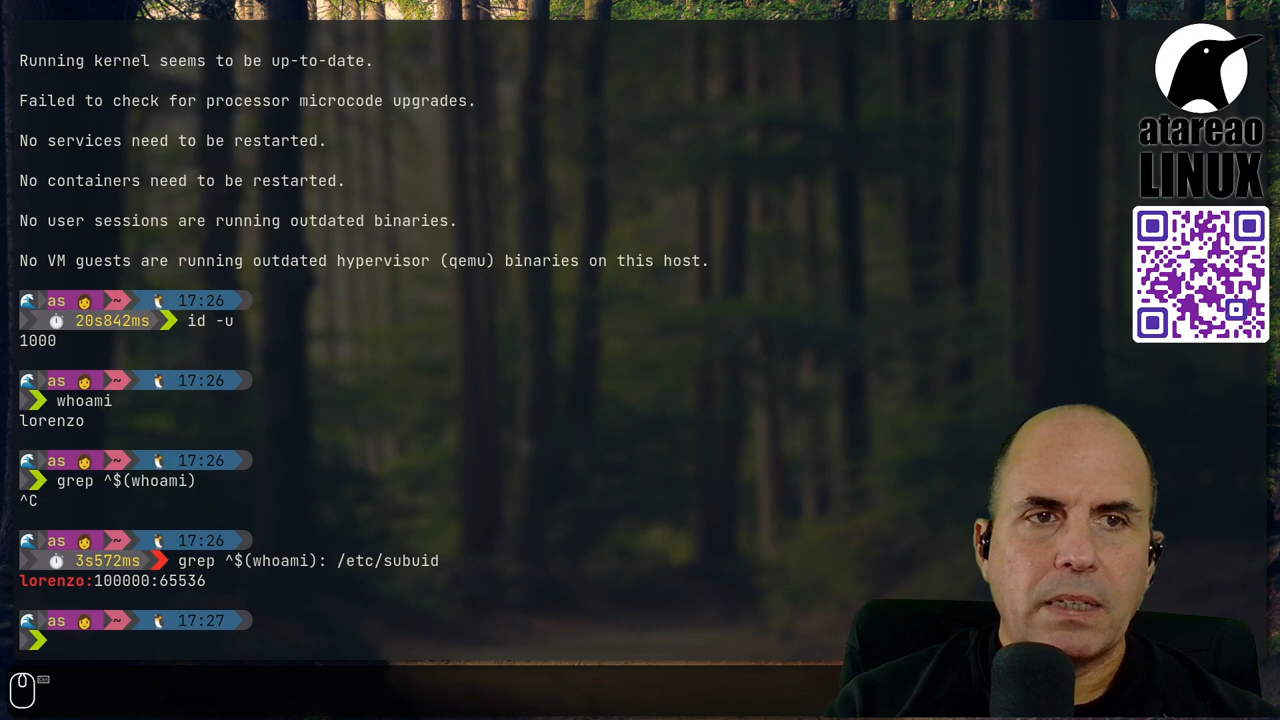 Running kernel seems to be up-to-date.
Failed to check for processor microcode upgrades.
No services need to be restarted.
No containers need to be restarted.
No user sessions are running outdated binaries.
No VM guests are running outdated hypervisor (qemu) binaries on this host.
as ~ 17:26
20s842ms id -u
1000
as ~ 17:26
whoami
lorenzo
as ~ 17:26
grep ^$(whoami)
^C
as ~ 17:26
3s572ms grep ^$(whoami): /etc/subuid
lorenzo:100000:65536
as ~ 17:27
atareao
LINUX